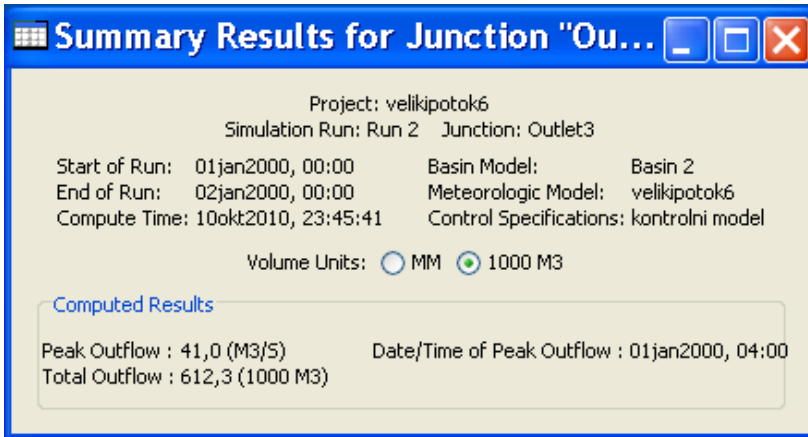 Summary Results for Junction "Ou...
Project: velikipotok6
Simulation Run: Run 2 Junction: Outlet3
Start of Run: 01jan2000, 00:00 Basin Model: Basin 2
End of Run: 02jan2000, 00:00 Meteorologic Model: velikipotok6
Compute Time: 10okt2010, 23:45:41 Control Specifications: kontrolni model
Volume Units: MM 1000 M3
Computed Results
Peak Outflow : 41,0 (M3/S) Date/Time of Peak Outflow : 01jan2000, 04:00
Total Outflow : 612,3 (1000 M3)